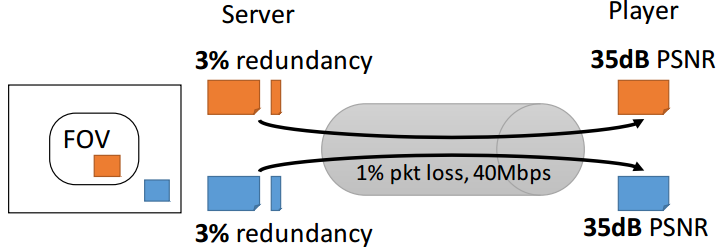 Server
Player
3% redundancy
35dB PSNR
FOV
1% pkt loss, 40Mbps
3% redundancy
35dB PSNR